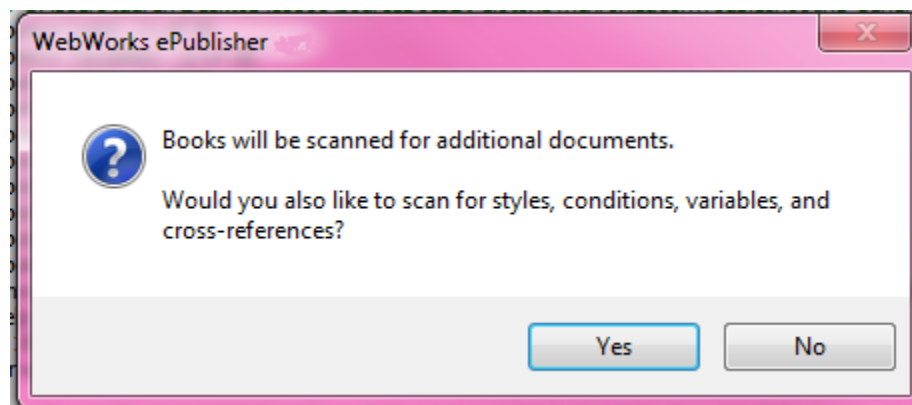 WebWorks ePublisher
Books will be scanned for additional documents.
Would you also like to scan for styles, conditions, variables, and
cross-references?
Yes
No